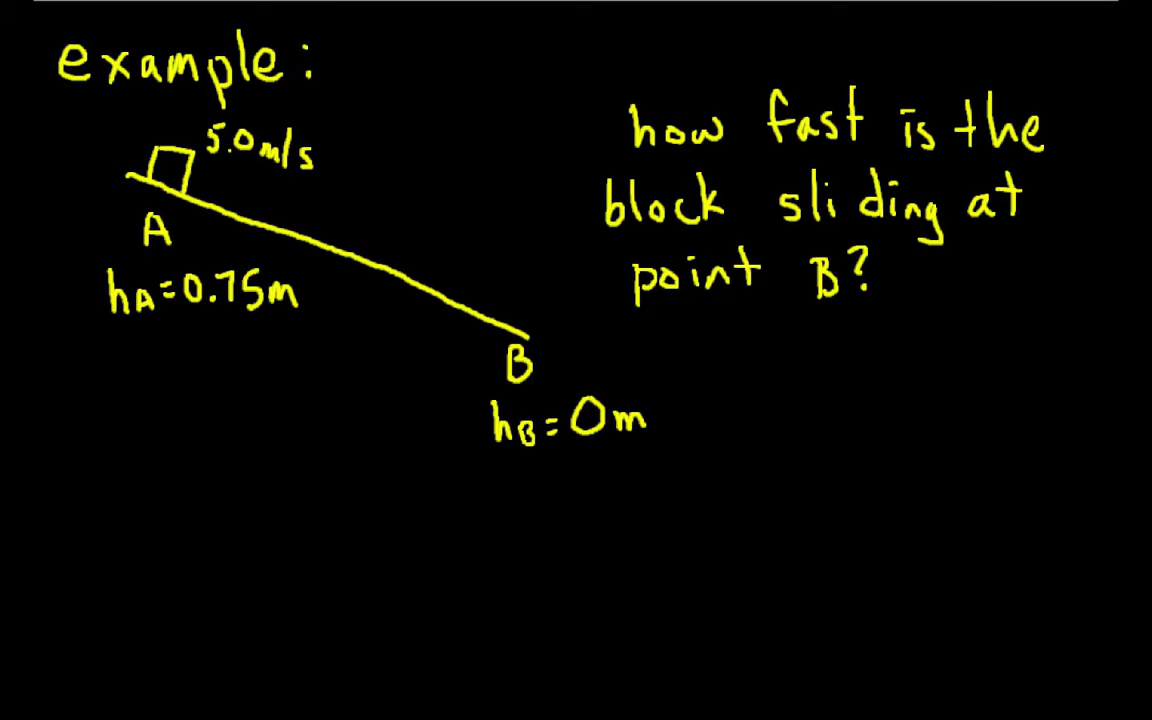 example:
5.0m/s
A
hA=0.75m
B
hB=0m
how fast is the
block sliding at
point B?